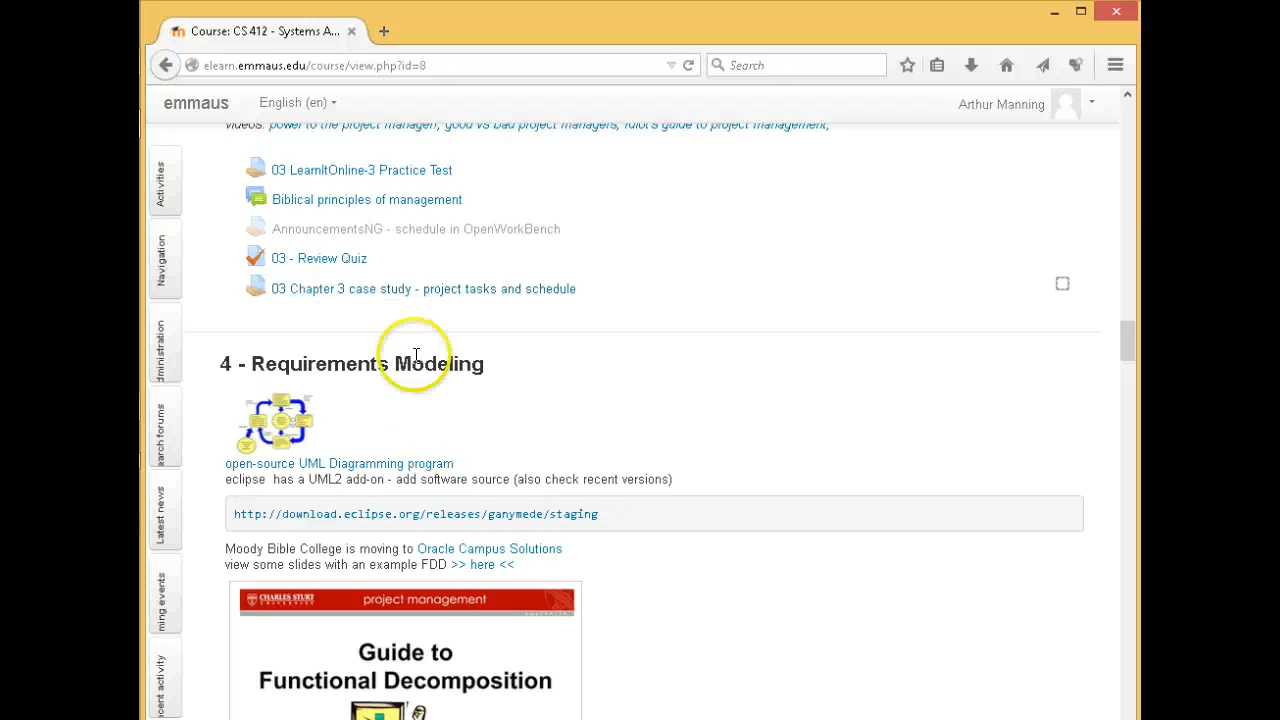 Course: CS 412 - Systems A...
elearn.emmaus.edu/course/view.php?id=8
Search
emmaus
English (en)
Arthur Manning
videos: power to the project manager, good vs bad project managers, idiot's guide to project management,
Activities
03 LearnItOnline-3 Practice Test
Biblical principles of management
AnnouncementsNG - schedule in OpenWorkBench
Navigation
03 - Review Quiz
03 Chapter 3 case study - project tasks and schedule
dministration
4 - Requirements Modeling
earch forums
open-source UML Diagramming program
eclipse has a UML2 add-on - add software source (also check recent versions)
Latest news
http://download.eclipse.org/releases/ganymede/staging
Moody Bible College is moving to Oracle Campus Solutions
view some slides with an example FDD >> here <<
ming events
CHARLES STURT
project management
Guide to
Functional Decomposition
cent activity